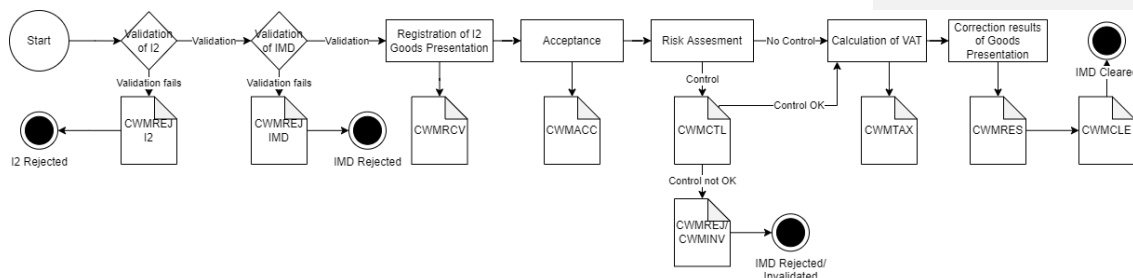 Start
Validation
of I2
Validation
Validation
of IMD
Validation
Registration of I2
Goods Presentation
Acceptance
Risk Assesment
No Control
Calculation of VAT
Correction results
of Goods
Presentation
IMD Cleared
Validation fails
Validation fails
Control
Control OK
I2 Rejected
CWMREJ
I2
CWMREJ
IMD
IMD Rejected
CWMRCV
CWMACC
CWMCTL
CWMTAX
CWMRES
CWMCLE
Control not OK
CWMREJ/
CWMINV
IMD Rejected/
Invalidated